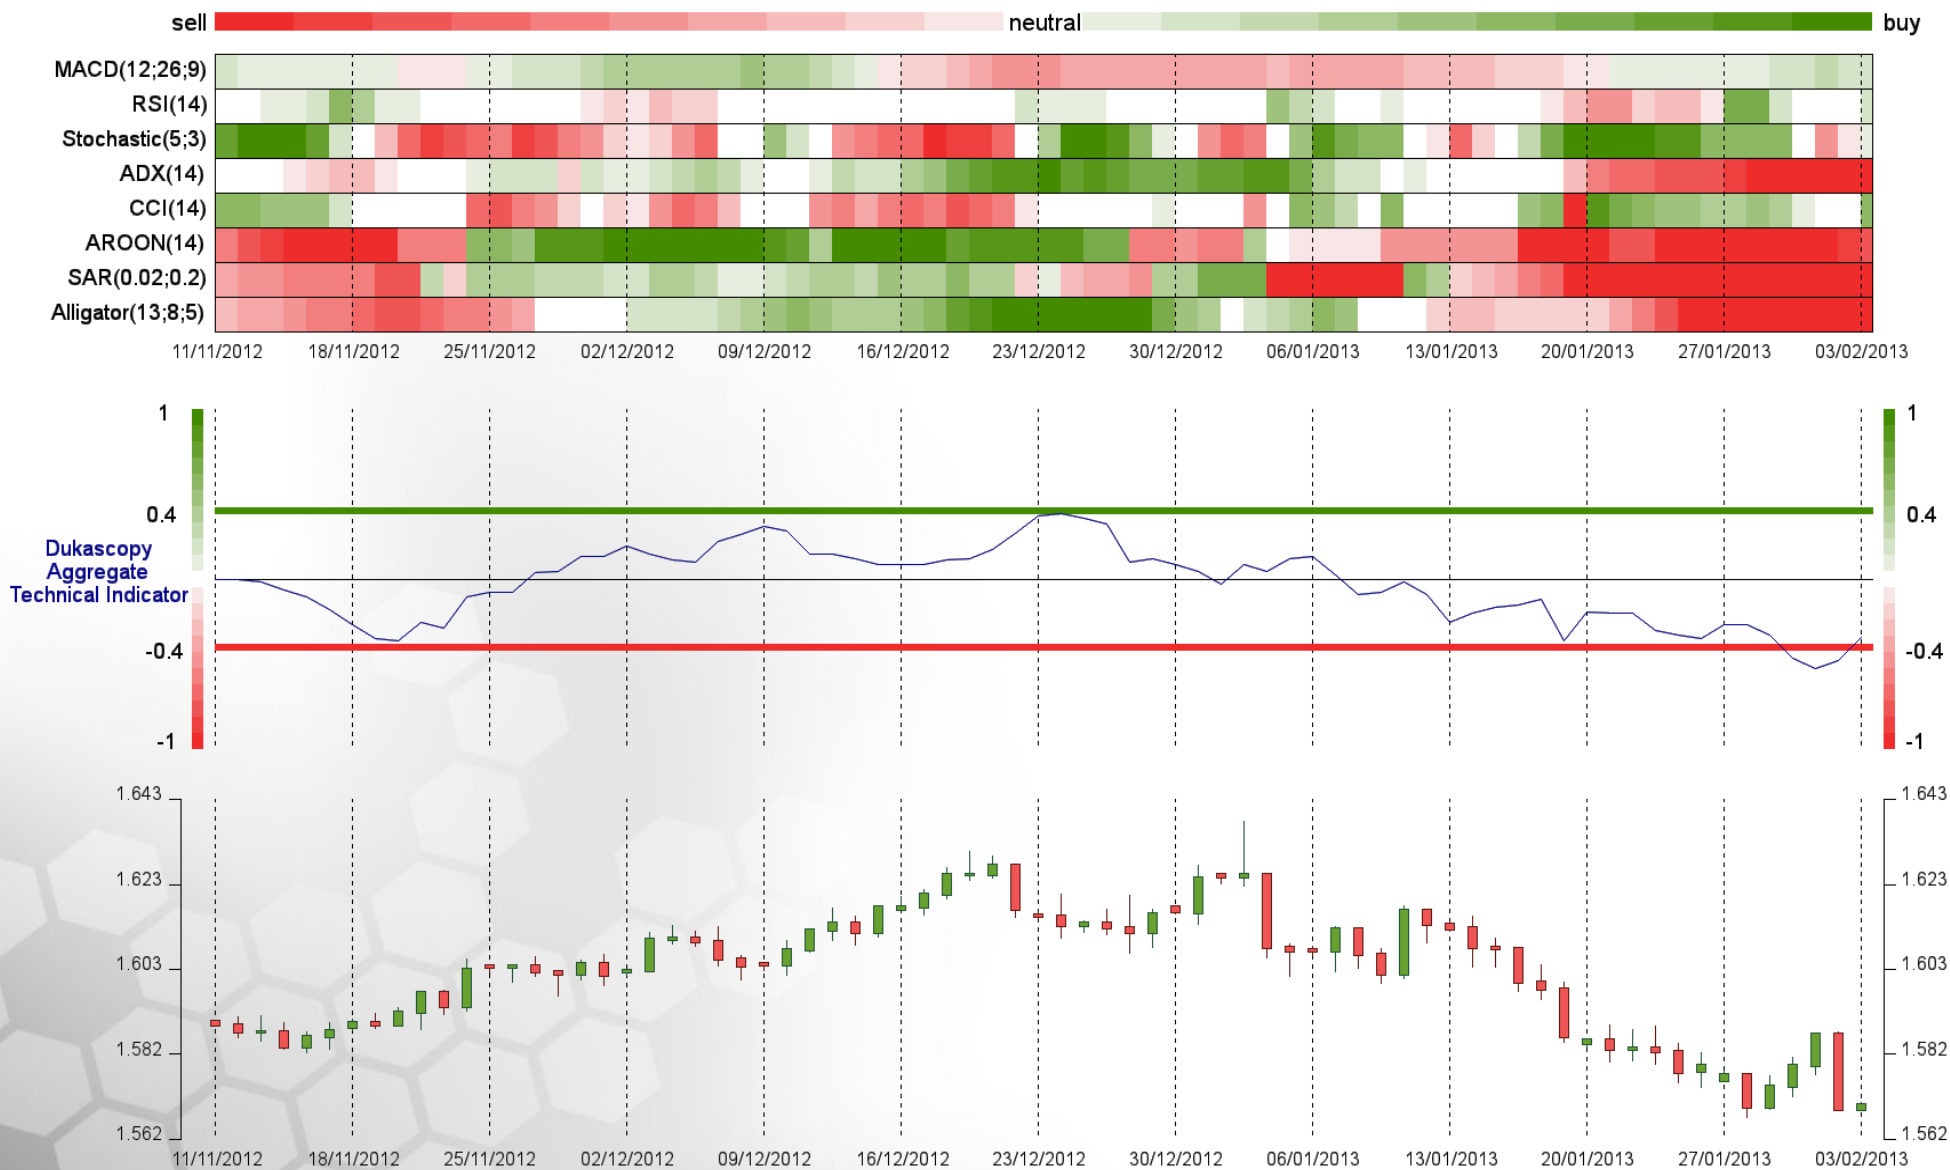 sell neutral buy
MACD(12;26;9)
RSI(14)
Stochastic(5;3)
ADX(14)
CCI(14)
AROON(14)
SAR(0.02;0.2)
Alligator(13;8;5)
11/11/2012 18/11/2012 25/11/2012 02/12/2012 09/12/2012 16/12/2012 23/12/2012 30/12/2012 06/01/2013 13/01/2013 20/01/2013 27/01/2013 03/02/2013
1 1
0.4 0.4
Dukascopy
Aggregate
Technical Indicator
-0.4 -0.4
-1 -1
1.643 1.643
1.623 1.623
1.603 1.603
1.582 1.582
1.562 1.562
11/11/2012 18/11/2012 25/11/2012 02/12/2012 09/12/2012 16/12/2012 23/12/2012 30/12/2012 06/01/2013 13/01/2013 20/01/2013 27/01/2013 03/02/2013